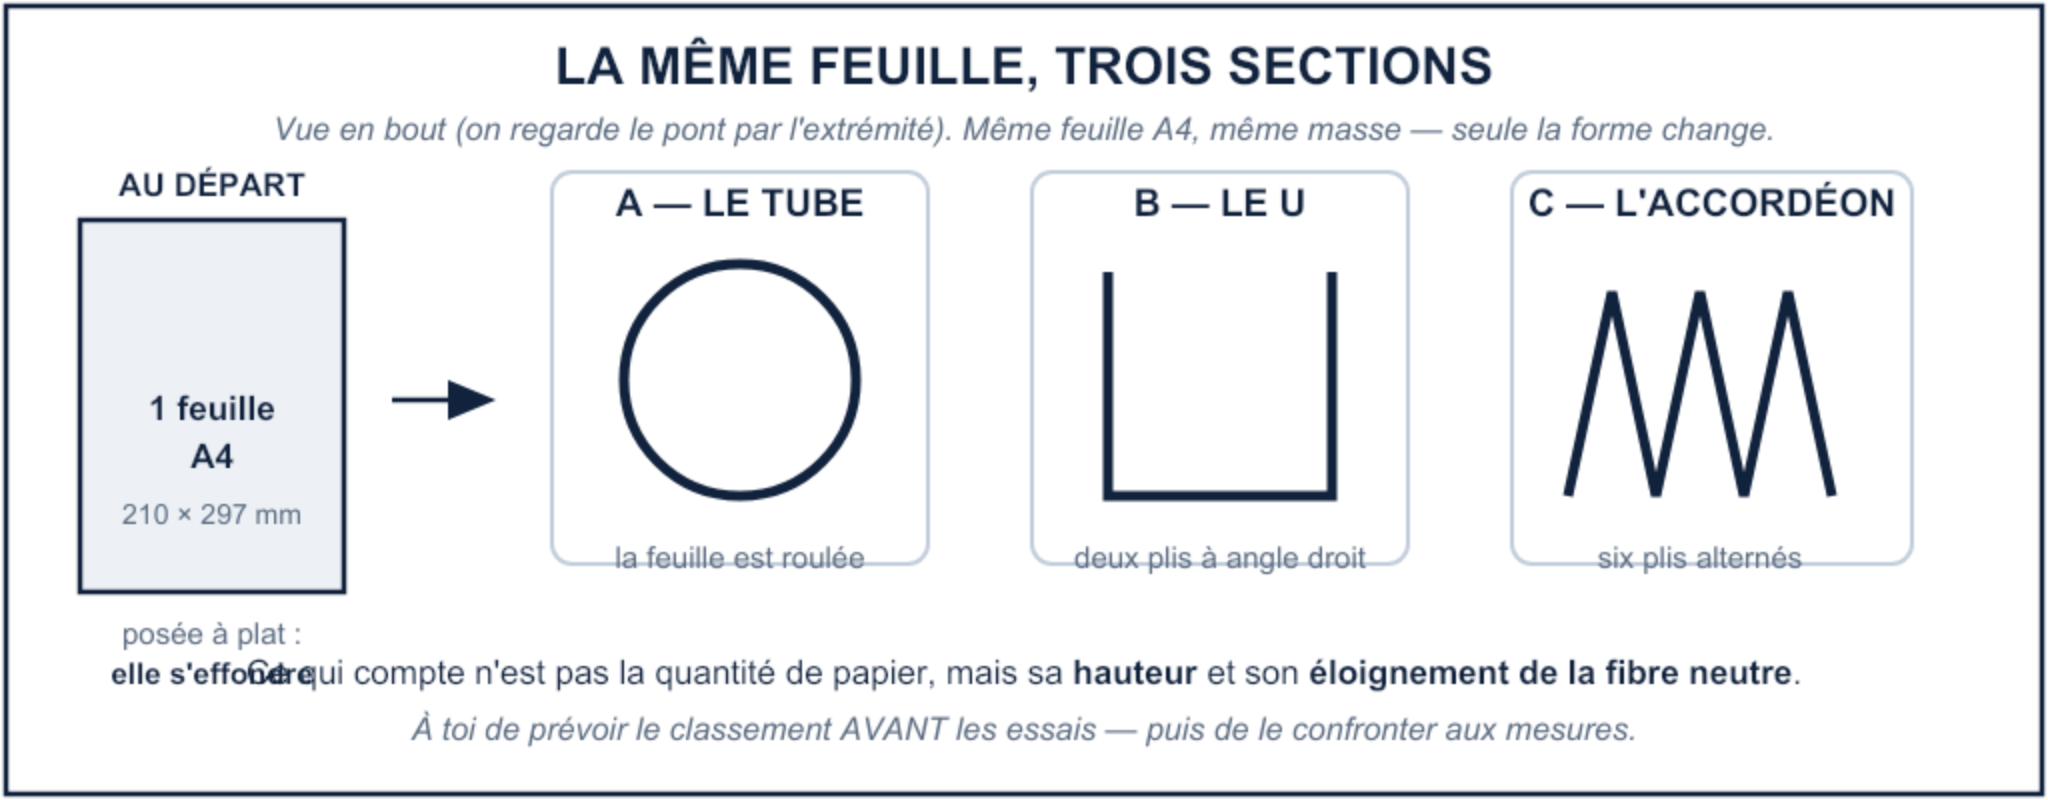 LA MÊME FEUILLE, TROIS SECTIONS
Vue en bout (on regarde le pont par l'extrémité). Même feuille A4, même masse — seule la forme change.
AU DÉPART
1 feuille
A4
210 × 297 mm
posée à plat :
elle s'effondre
A — LE TUBE
la feuille est roulée
B — LE U
deux plis à angle droit
C — L'ACCORDÉON
six plis alternés
Ce qui compte n'est pas la quantité de papier, mais sa hauteur et son éloignement de la fibre neutre.
À toi de prévoir le classement AVANT les essais — puis de le confronter aux mesures.